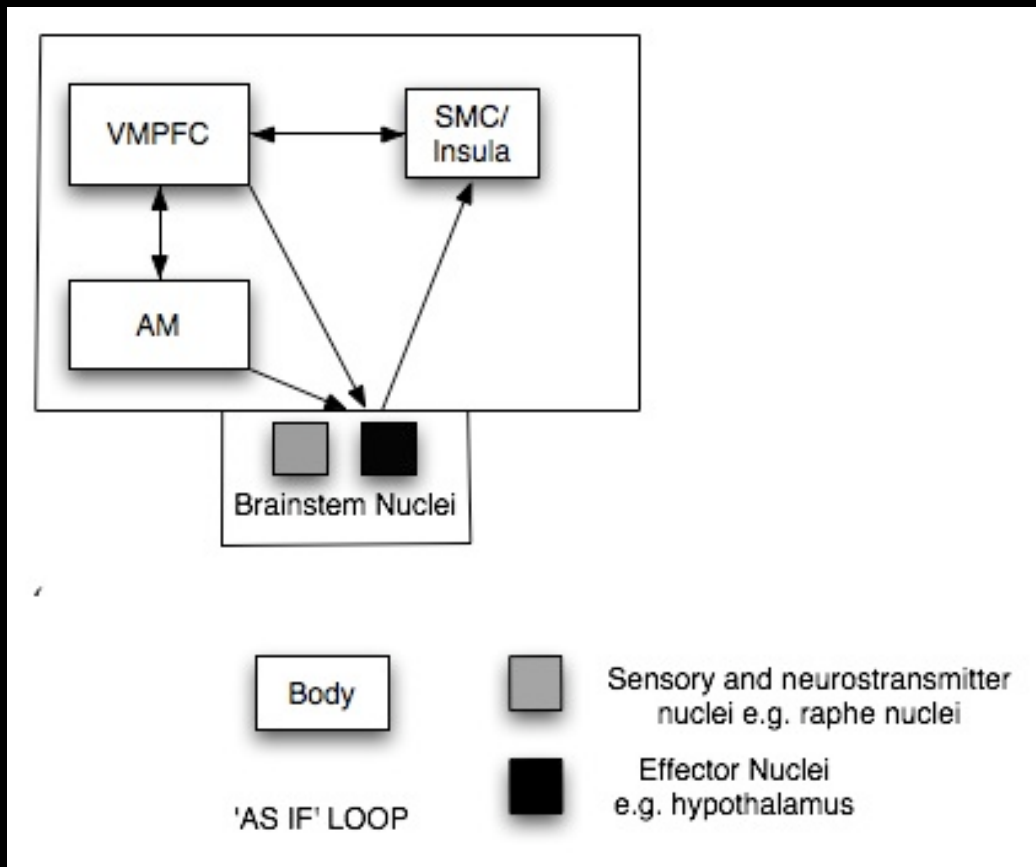 VMPFC
SMC/
Insula
AM
Brainstem Nuclei
Body
Sensory and neurostransmitter
nuclei e.g. raphe nuclei
Effector Nuclei
e.g. hypothalamus
'AS IF' LOOP